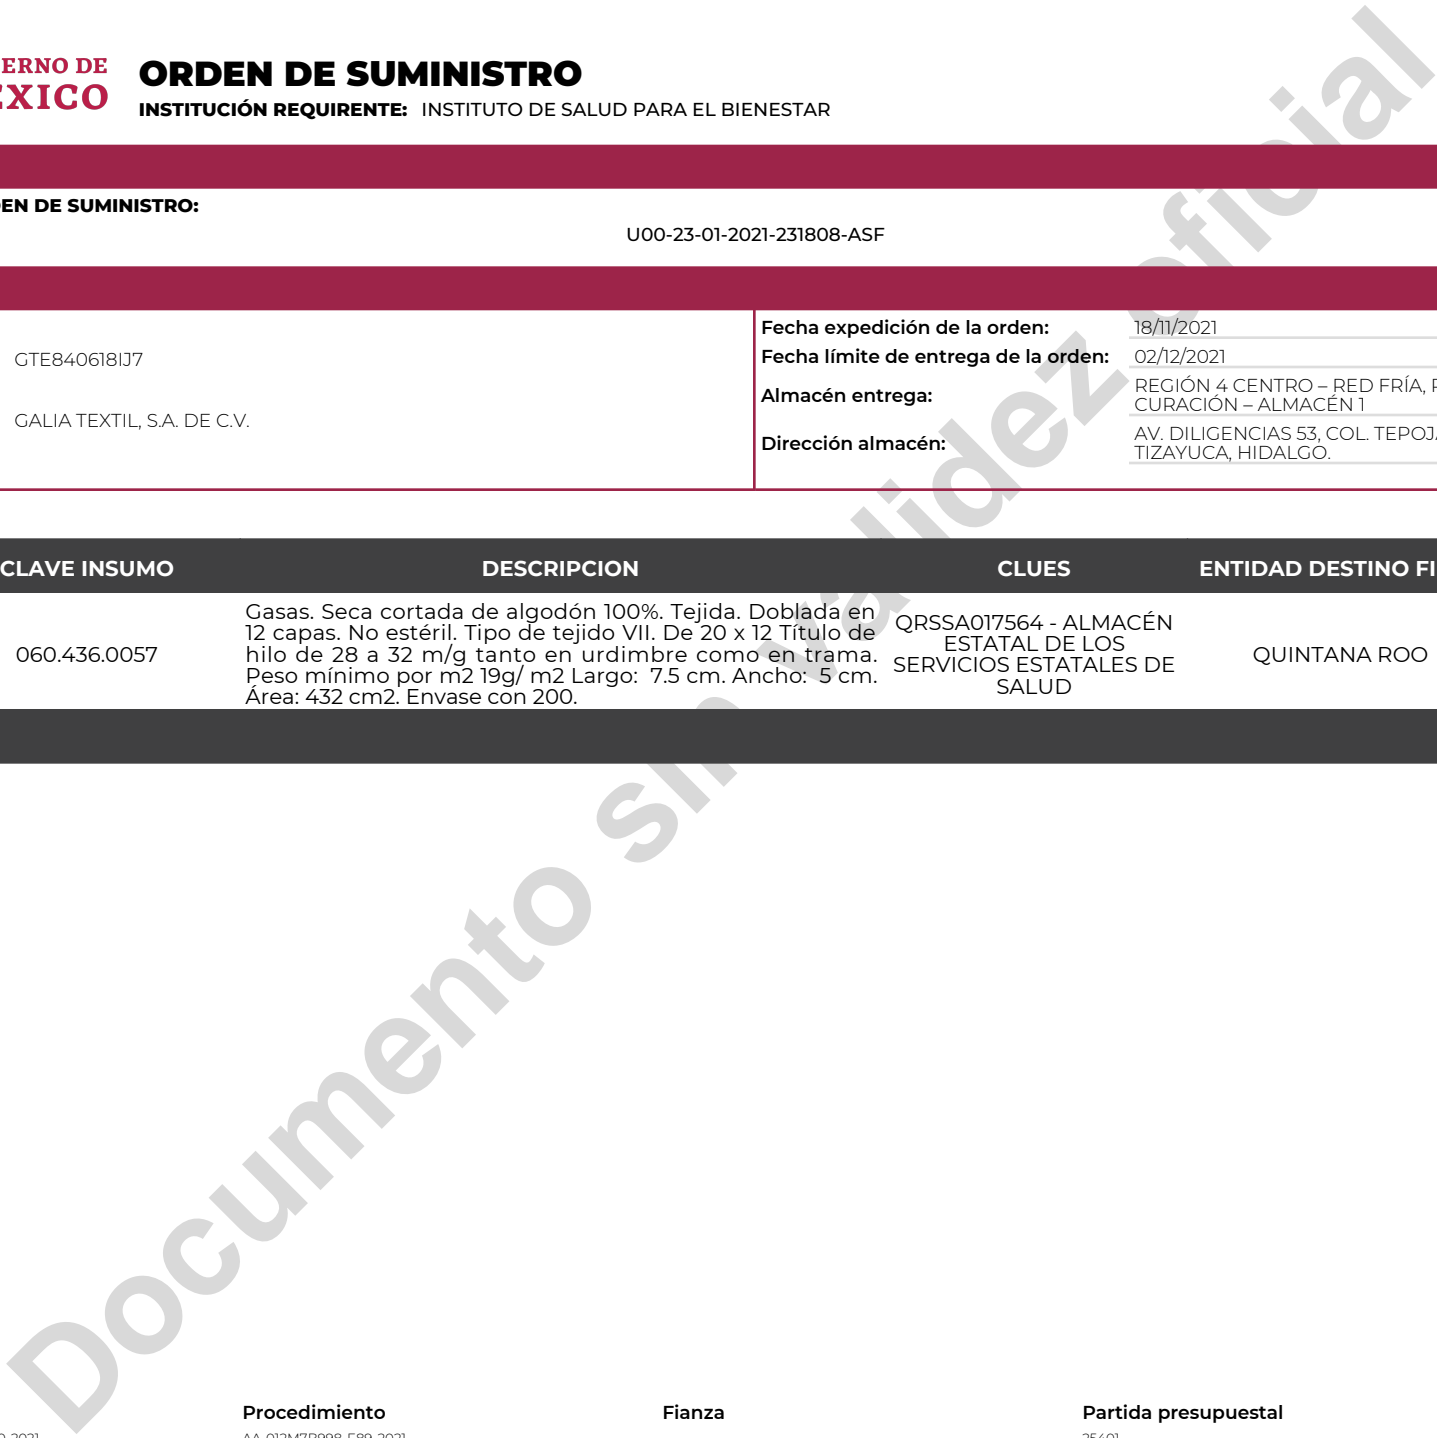 ERNO DE
ORDEN DE SUMINISTRO
INSTITUCIÓN REQUIRENTE: INSTITUTO DE SALUD PARA EL BIENESTAR
EN DE SUMINISTRO:
U00-23-01-2021-231808-ASF
GTE840618IJ7
GALIA TEXTIL, S.A. DE C.V.
Fecha expedición de la orden: 18/11/2021
Fecha límite de entrega de la orden: 02/12/2021
Almacén entrega: REGIÓN 4 CENTRO – RED FRÍA,
CURACIÓN – ALMACÉN 1
Dirección almacén: AV. DILIGENCIAS 53, COL. TEPOJ
TIZAYUCA, HIDALGO.
CLAVE INSUMO DESCRIPCION CLUES ENTIDAD DESTINO FI
060.436.0057
Gasas. Seca cortada de algodón 100%. Tejida. Doblada en
12 capas. No estéril. Tipo de tejido VII. De 20 x 12 Título de
hilo de 28 a 32 m/g tanto en urdimbre como en trama.
Peso mínimo por m2 19g/ m2 Largo: 7.5 cm. Ancho: 5 cm.
Área: 432 cm2. Envase con 200.
QRSSA017564 - ALMACÉN
ESTATAL DE LOS
SERVICIOS ESTATALES DE
SALUD
QUINTANA ROO
Documento sin validez oficial
Procedimiento Fianza Partida presupuestal